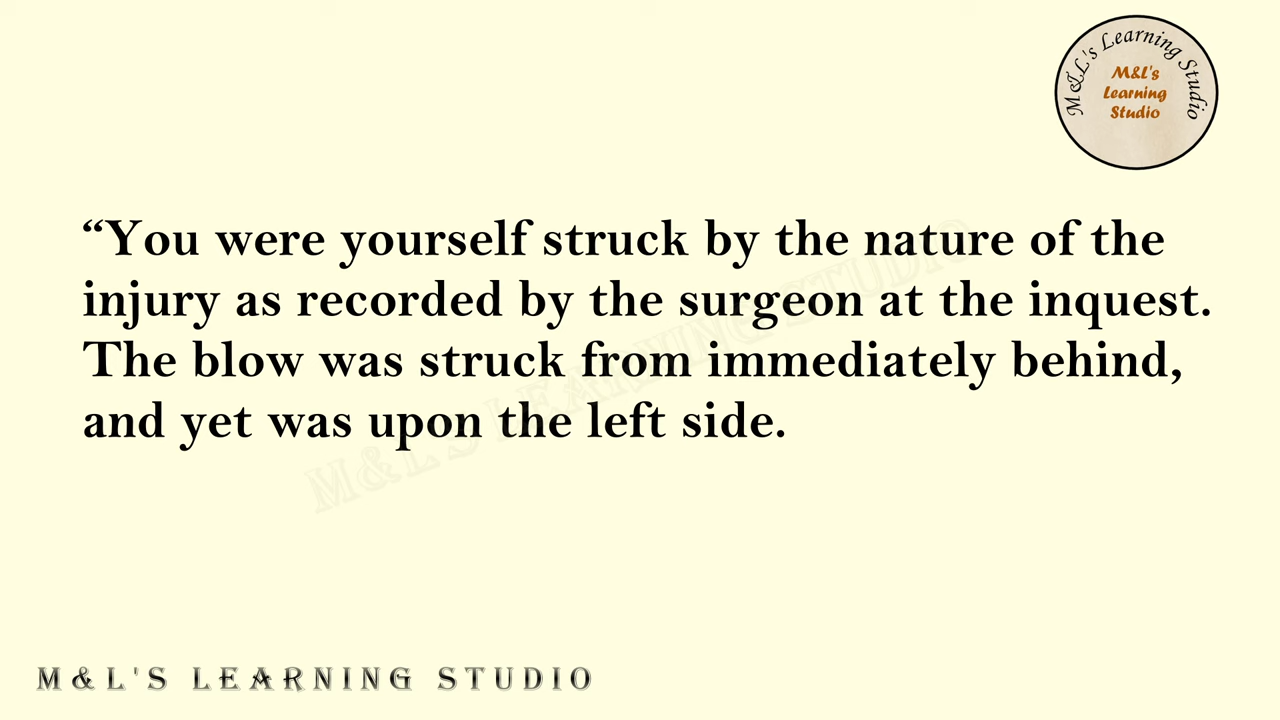 M&L's Learning Studio
M&L's
Learning
Studio
“You were yourself struck by the nature of the
injury as recorded by the surgeon at the inquest.
The blow was struck from immediately behind,
and yet was upon the left side.
M&L'S LEARNING STUDIO
M&L'S LEARNING STUDIO